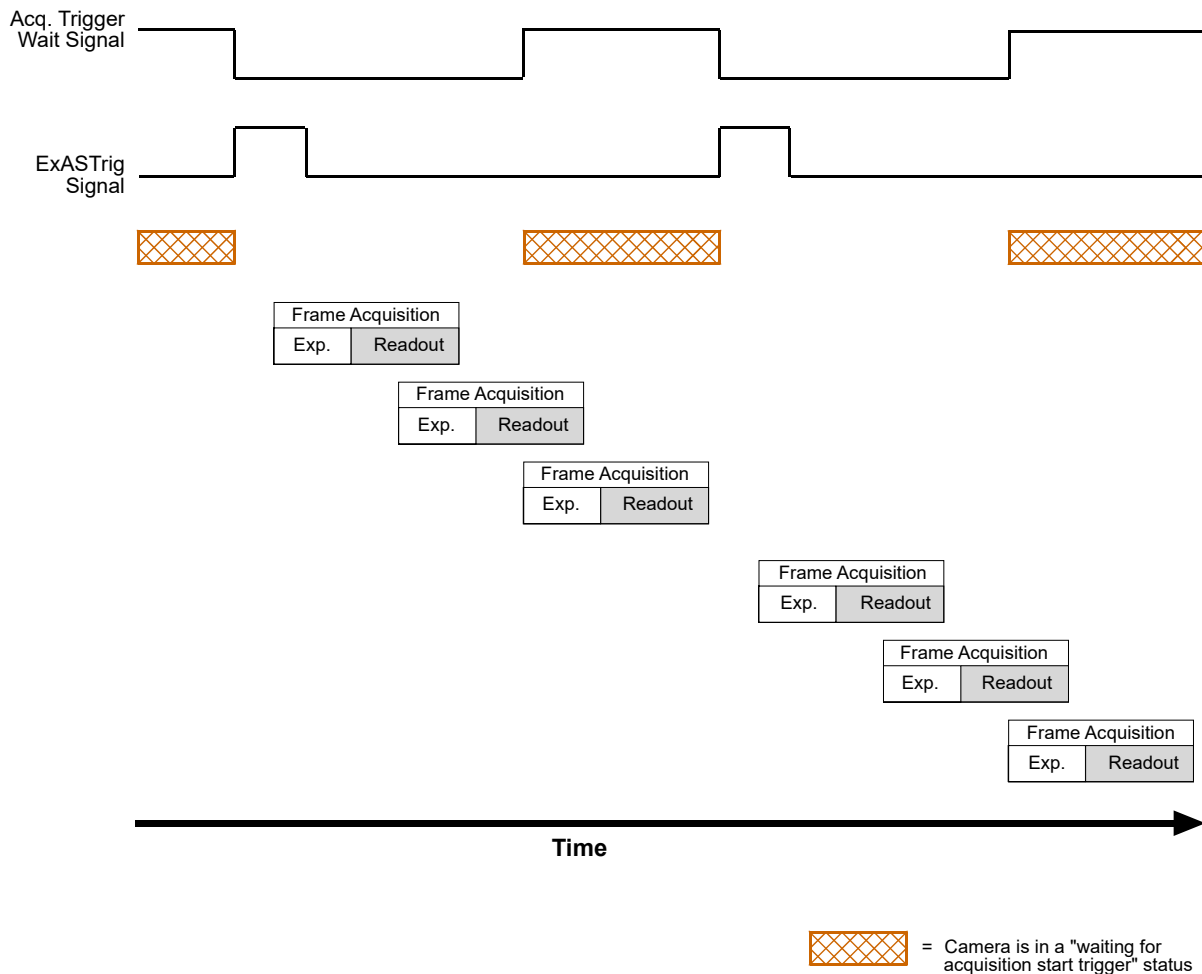 Acq. Trigger
Wait Signal
ExASTrig
Signal
Frame Acquisition
Exp. Readout
Frame Acquisition
Exp. Readout
Frame Acquisition
Exp. Readout
Frame Acquisition
Exp. Readout
Frame Acquisition
Exp. Readout
Frame Acquisition
Exp. Readout
Time
= Camera is in a "waiting for
acquisition start trigger" status